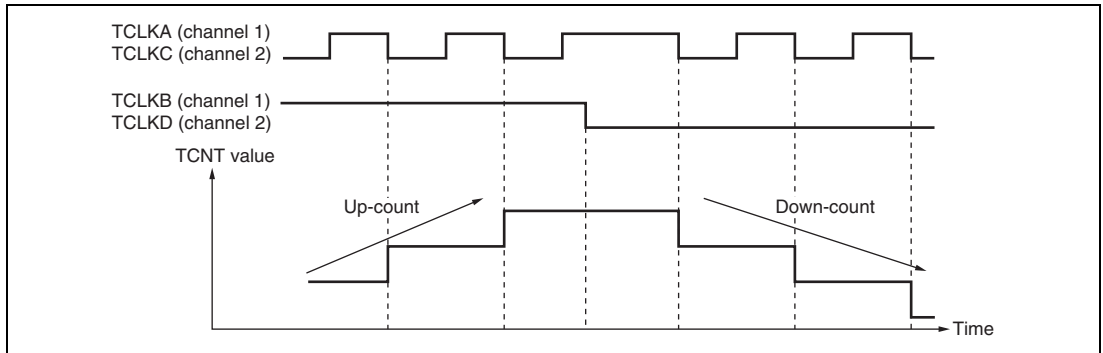 TCLKA (channel 1)
TCLKC (channel 2)
TCLKB (channel 1)
TCLKD (channel 2)
TCNT value
Up-count
Down-count
Time